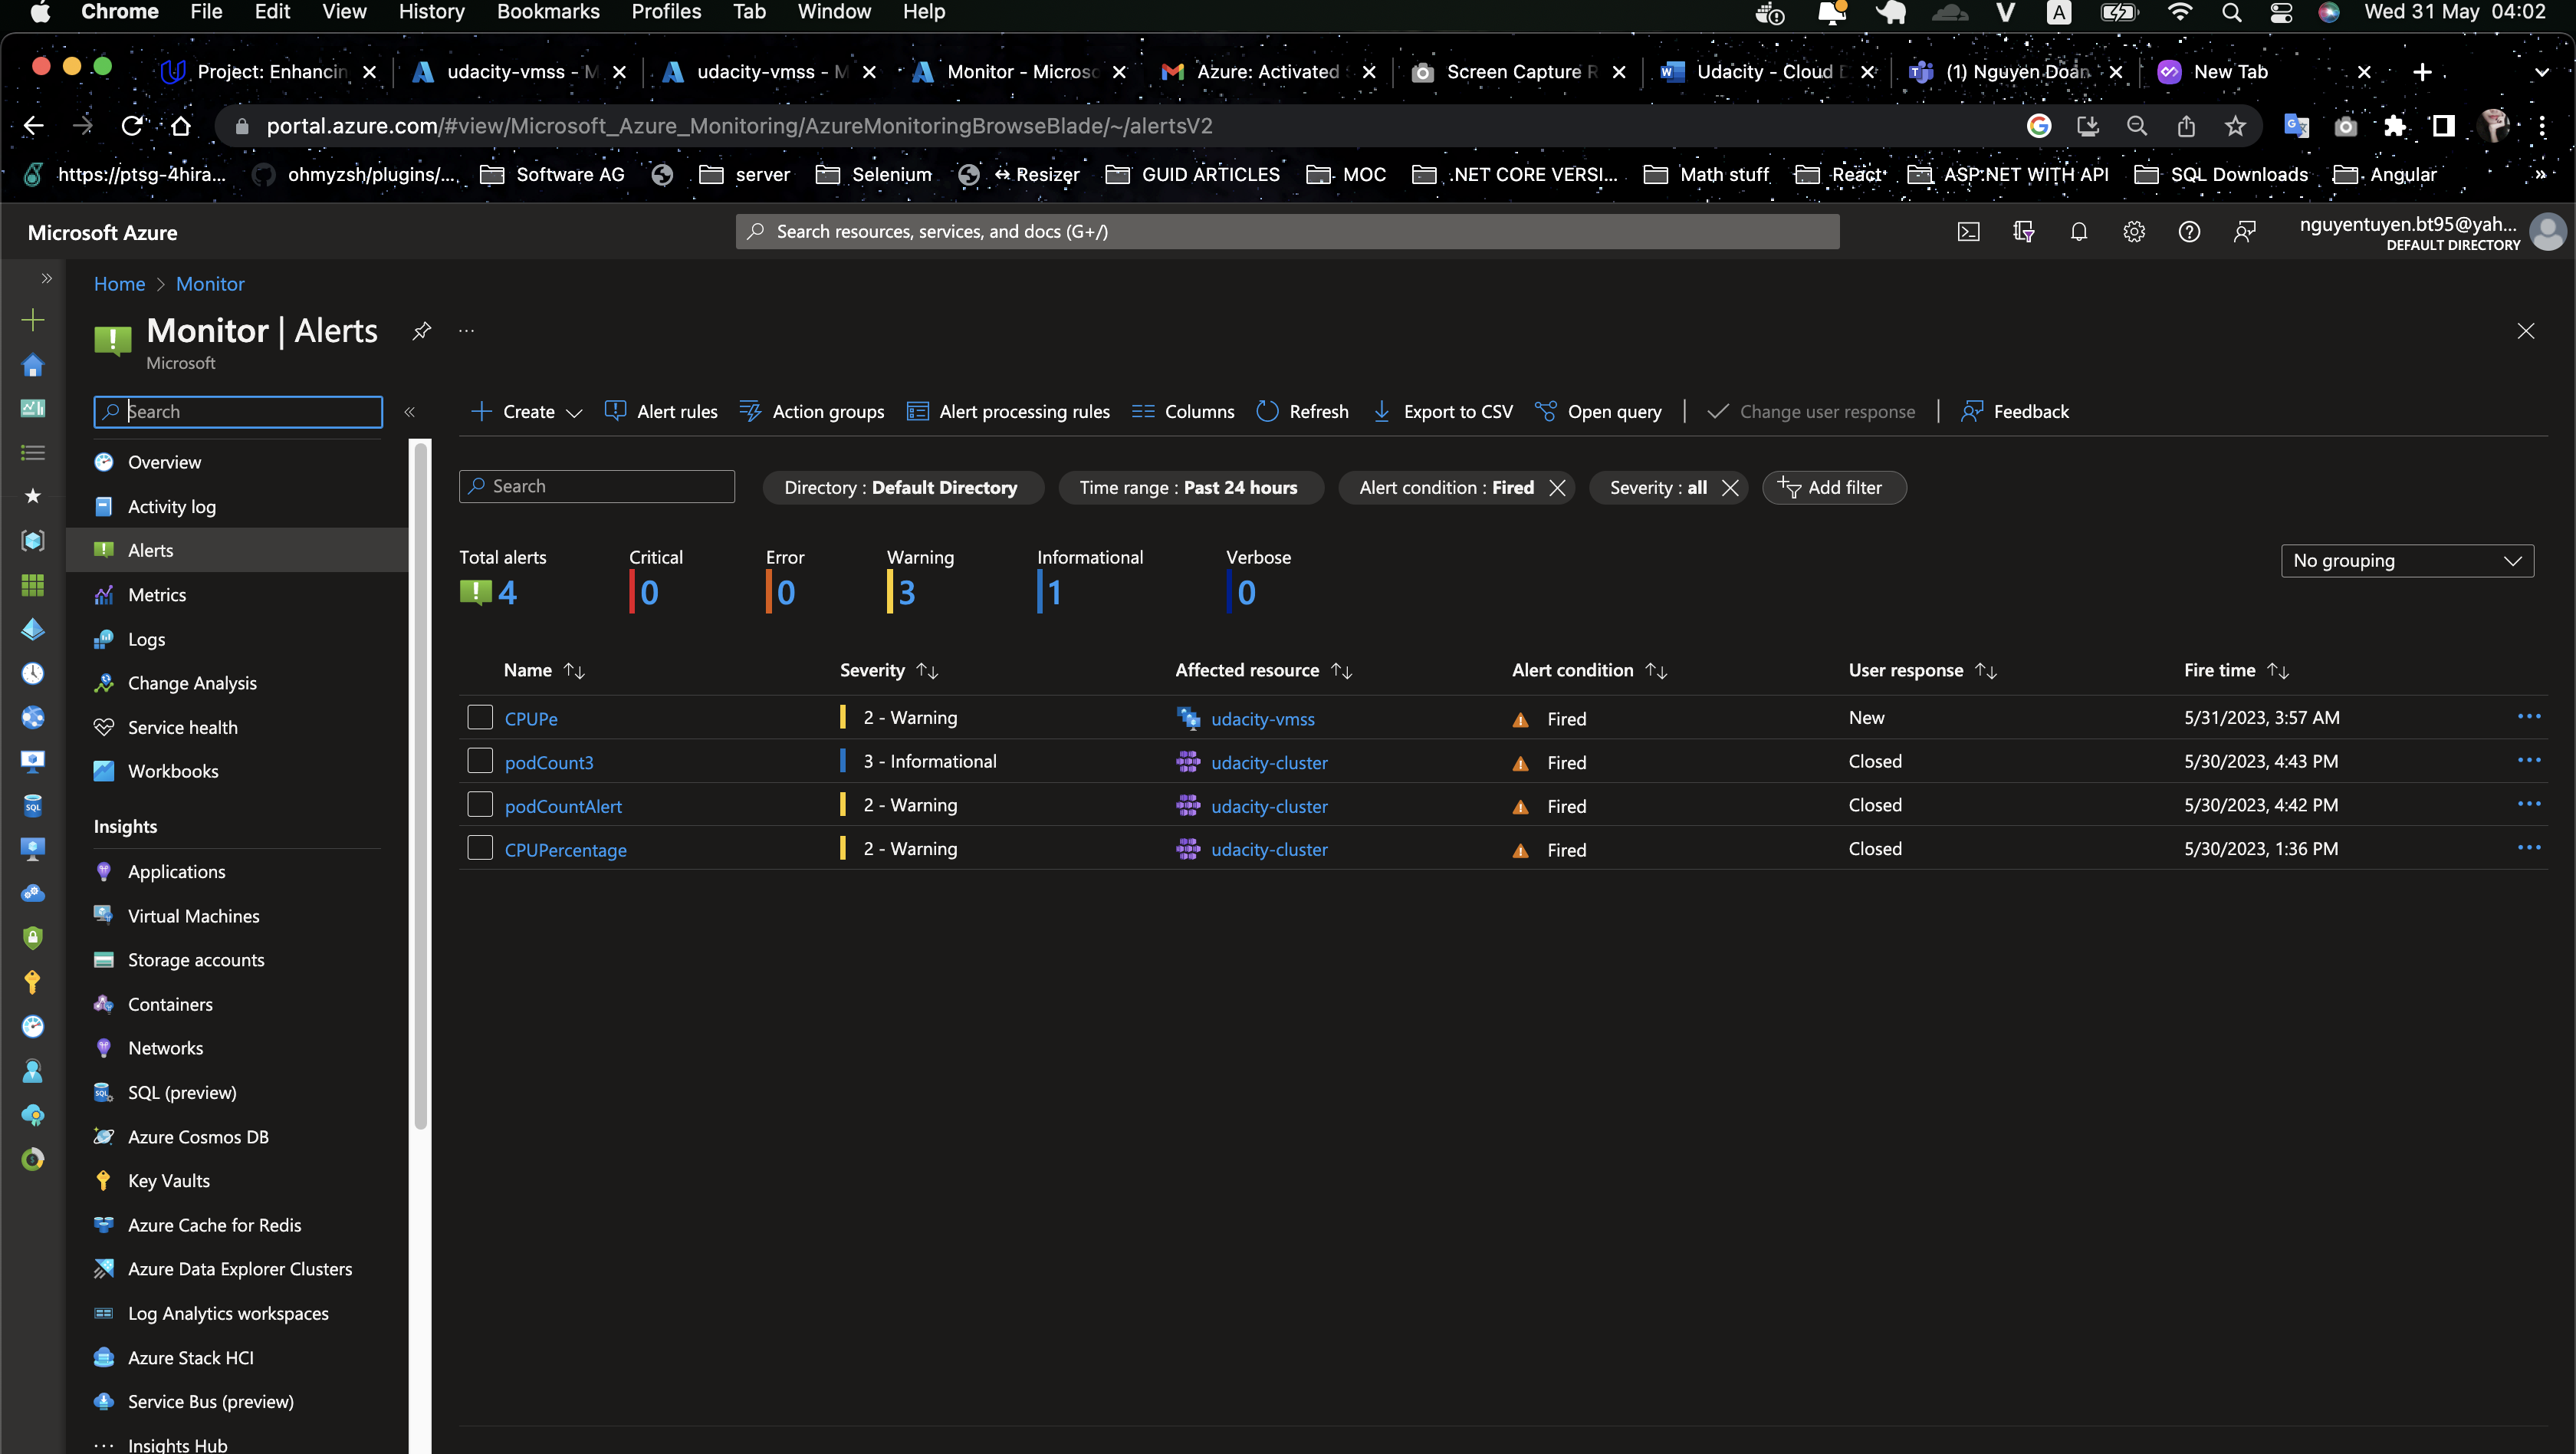 Chrome File Edit View History Bookmarks Profiles Tab Window Help
V A Wed 31 May 04:02
Project: Enhancin
udacity-vmss - M
udacity-vmss - M
Monitor - Microso
Azure: Activated
Screen Capture R
Udacity - Cloud D
(1) Nguyen Doan
New Tab
portal.azure.com/#view/Microsoft_Azure_Monitoring/AzureMonitoringBrowseBlade/~/alertsV2
https://ptsg-4hira... ohmyzsh/plugins/... Software AG server Selenium ↔ Resizer GUID ARTICLES MOC .NET CORE VERSI... Math stuff React ASP.NET WITH API SQL Downloads Angular »
Microsoft Azure
Search resources, services, and docs (G+/)
nguyentuyen.bt95@yah...
DEFAULT DIRECTORY
Home > Monitor
Monitor | Alerts ...
Microsoft
Search
Create Alert rules Action groups Alert processing rules Columns Refresh Export to CSV Open query Change user response Feedback
Overview
Activity log
Alerts
Metrics
Logs
Change Analysis
Service health
Workbooks
Insights
Applications
Virtual Machines
Storage accounts
Containers
Networks
SQL (preview)
Azure Cosmos DB
Key Vaults
Azure Cache for Redis
Azure Data Explorer Clusters
Log Analytics workspaces
Azure Stack HCI
Service Bus (preview)
Insights Hub
Search
Directory : Default Directory
Time range : Past 24 hours
Alert condition : Fired
Severity : all
Add filter
Total alerts Critical Error Warning Informational Verbose
4 0 0 3 1 0
No grouping
Name Severity Affected resource Alert condition User response Fire time
CPUPe 2 - Warning udacity-vmss Fired New 5/31/2023, 3:57 AM
podCount3 3 - Informational udacity-cluster Fired Closed 5/30/2023, 4:43 PM
podCountAlert 2 - Warning udacity-cluster Fired Closed 5/30/2023, 4:42 PM
CPUPercentage 2 - Warning udacity-cluster Fired Closed 5/30/2023, 1:36 PM